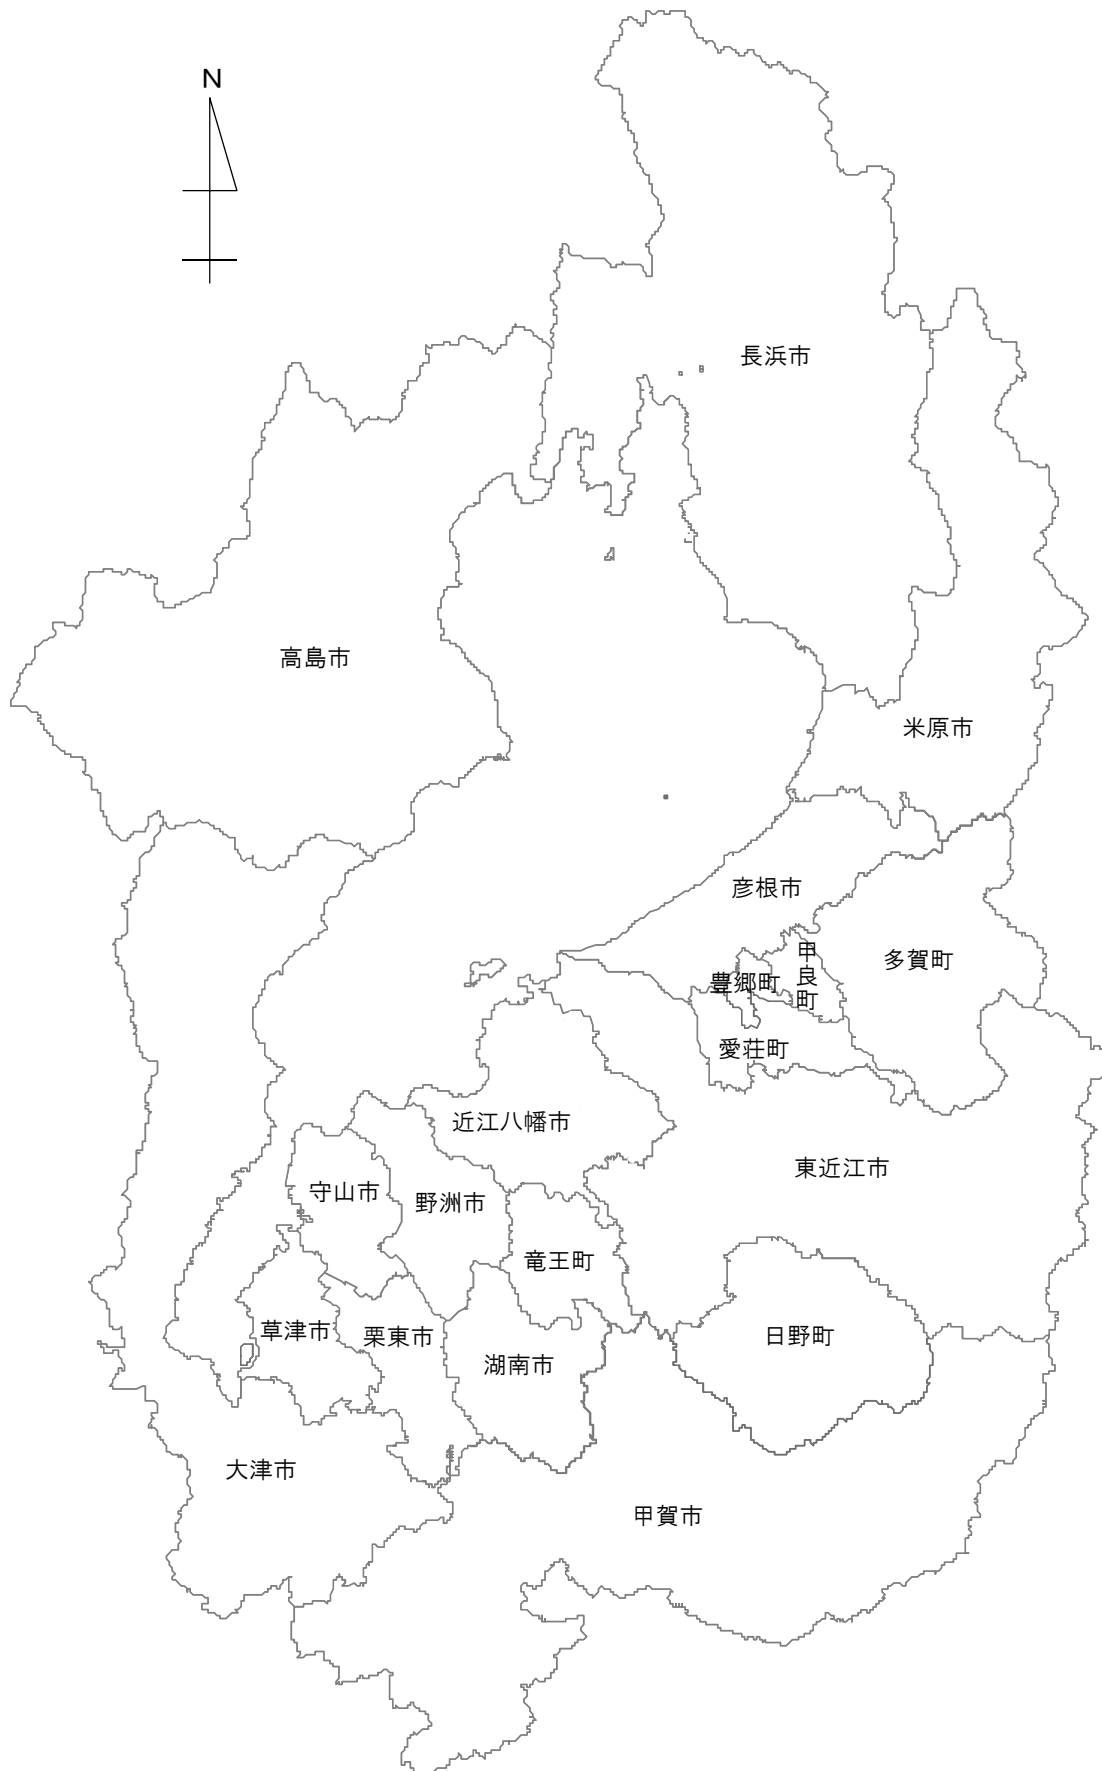 N
長浜市
高島市
米原市
彦根市
多賀町
甲良町
豊郷町
愛荘町
近江八幡市
東近江市
守山市
野洲市
竜王町
草津市
栗東市
日野町
湖南市
大津市
甲賀市